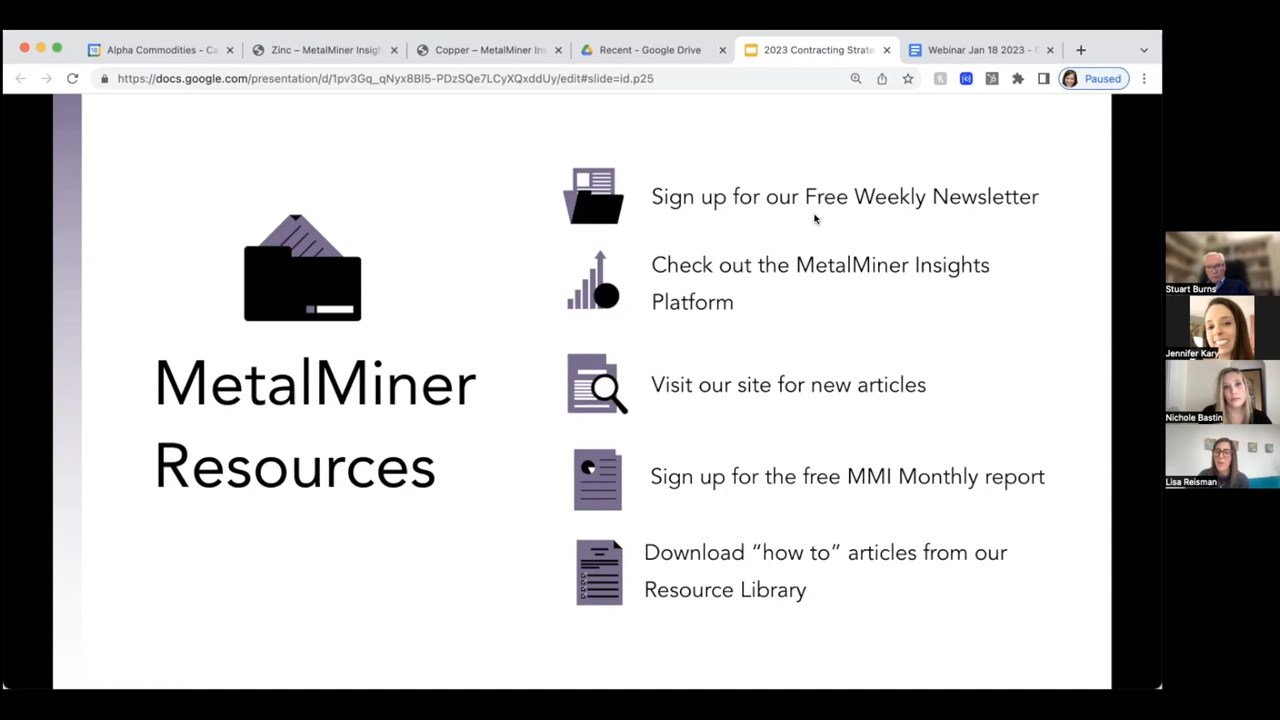 Alpha Commodities - Ca
Zinc – MetalMiner Insigh
Copper – MetalMiner Ins
Recent - Google Drive
2023 Contracting Strate
Webinar Jan 18 2023 -
https://docs.google.com/presentation/d/1pv3Gq_qNyx8BI5-PDzSQe7LCyXQxddUy/edit#slide=id.p25
Paused
MetalMiner
Resources
Sign up for our Free Weekly Newsletter
Check out the MetalMiner Insights
Platform
Visit our site for new articles
Sign up for the free MMI Monthly report
Download “how to” articles from our
Resource Library
Stuart Burns
Jennifer Kary
Nichole Bastin
Lisa Reisman